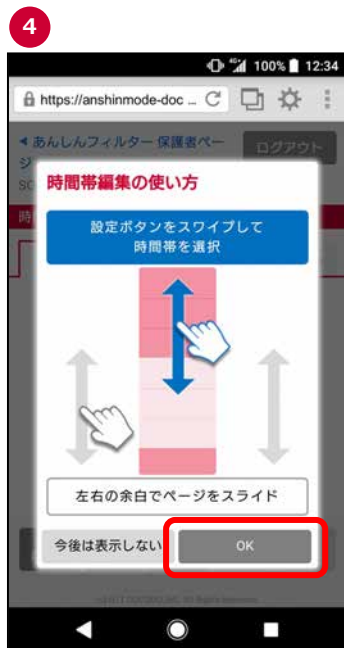 4
100% 12:34
https://anshinmode-doc ...
あんしんフィルター 保護者ペー
ジ
ログアウト
SC
時
時間帯編集の使い方
設定ボタンをスワイプして
時間帯を選択
左右の余白でページをスライド
今後は表示しない
OK